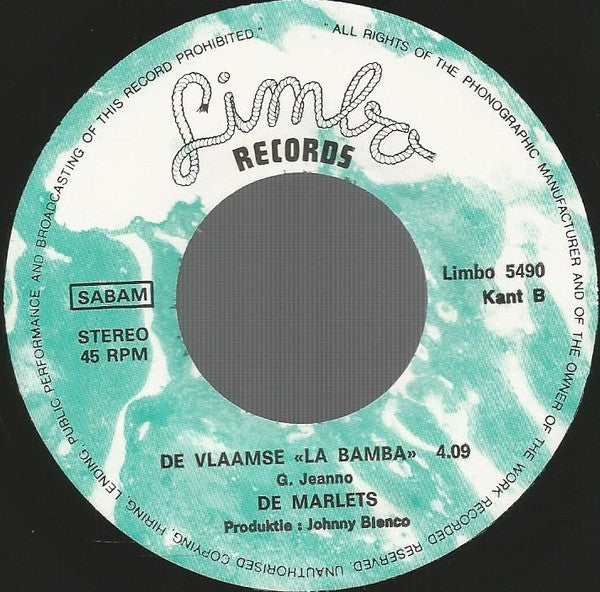 " ALL RIGHTS OF THE PHONOGRAPHIC MANUFACTURER AND OF THE OWNER OF THE WORK RECORDED RESERVED. UNAUTHORISED COPYING, HIRING, LENDING, PUBLIC PERFORMANCE AND BROADCASTING OF THIS RECORD PROHIBITED. "
Limbo
RECORDS
Limbo 5490
Kant B
SABAM
STEREO
45 RPM
DE VLAAMSE «LA BAMBA» 4.09
G. Jeanno
DE MARLETS
Produktie : Johnny Blenco